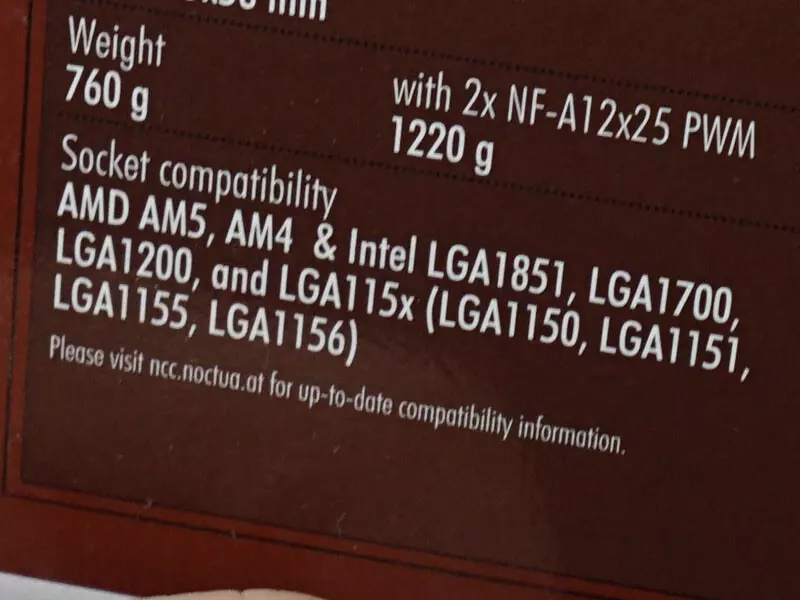 Weight
760 g
with 2x NF-A12x25 PWM
1220 g
Socket compatibility
AMD AM5, AM4 & Intel LGA1851, LGA1700,
LGA1200, and LGA115x (LGA1150, LGA1151,
LGA1155, LGA1156)
Please visit ncc.noctua.at for up-to-date compatibility information.